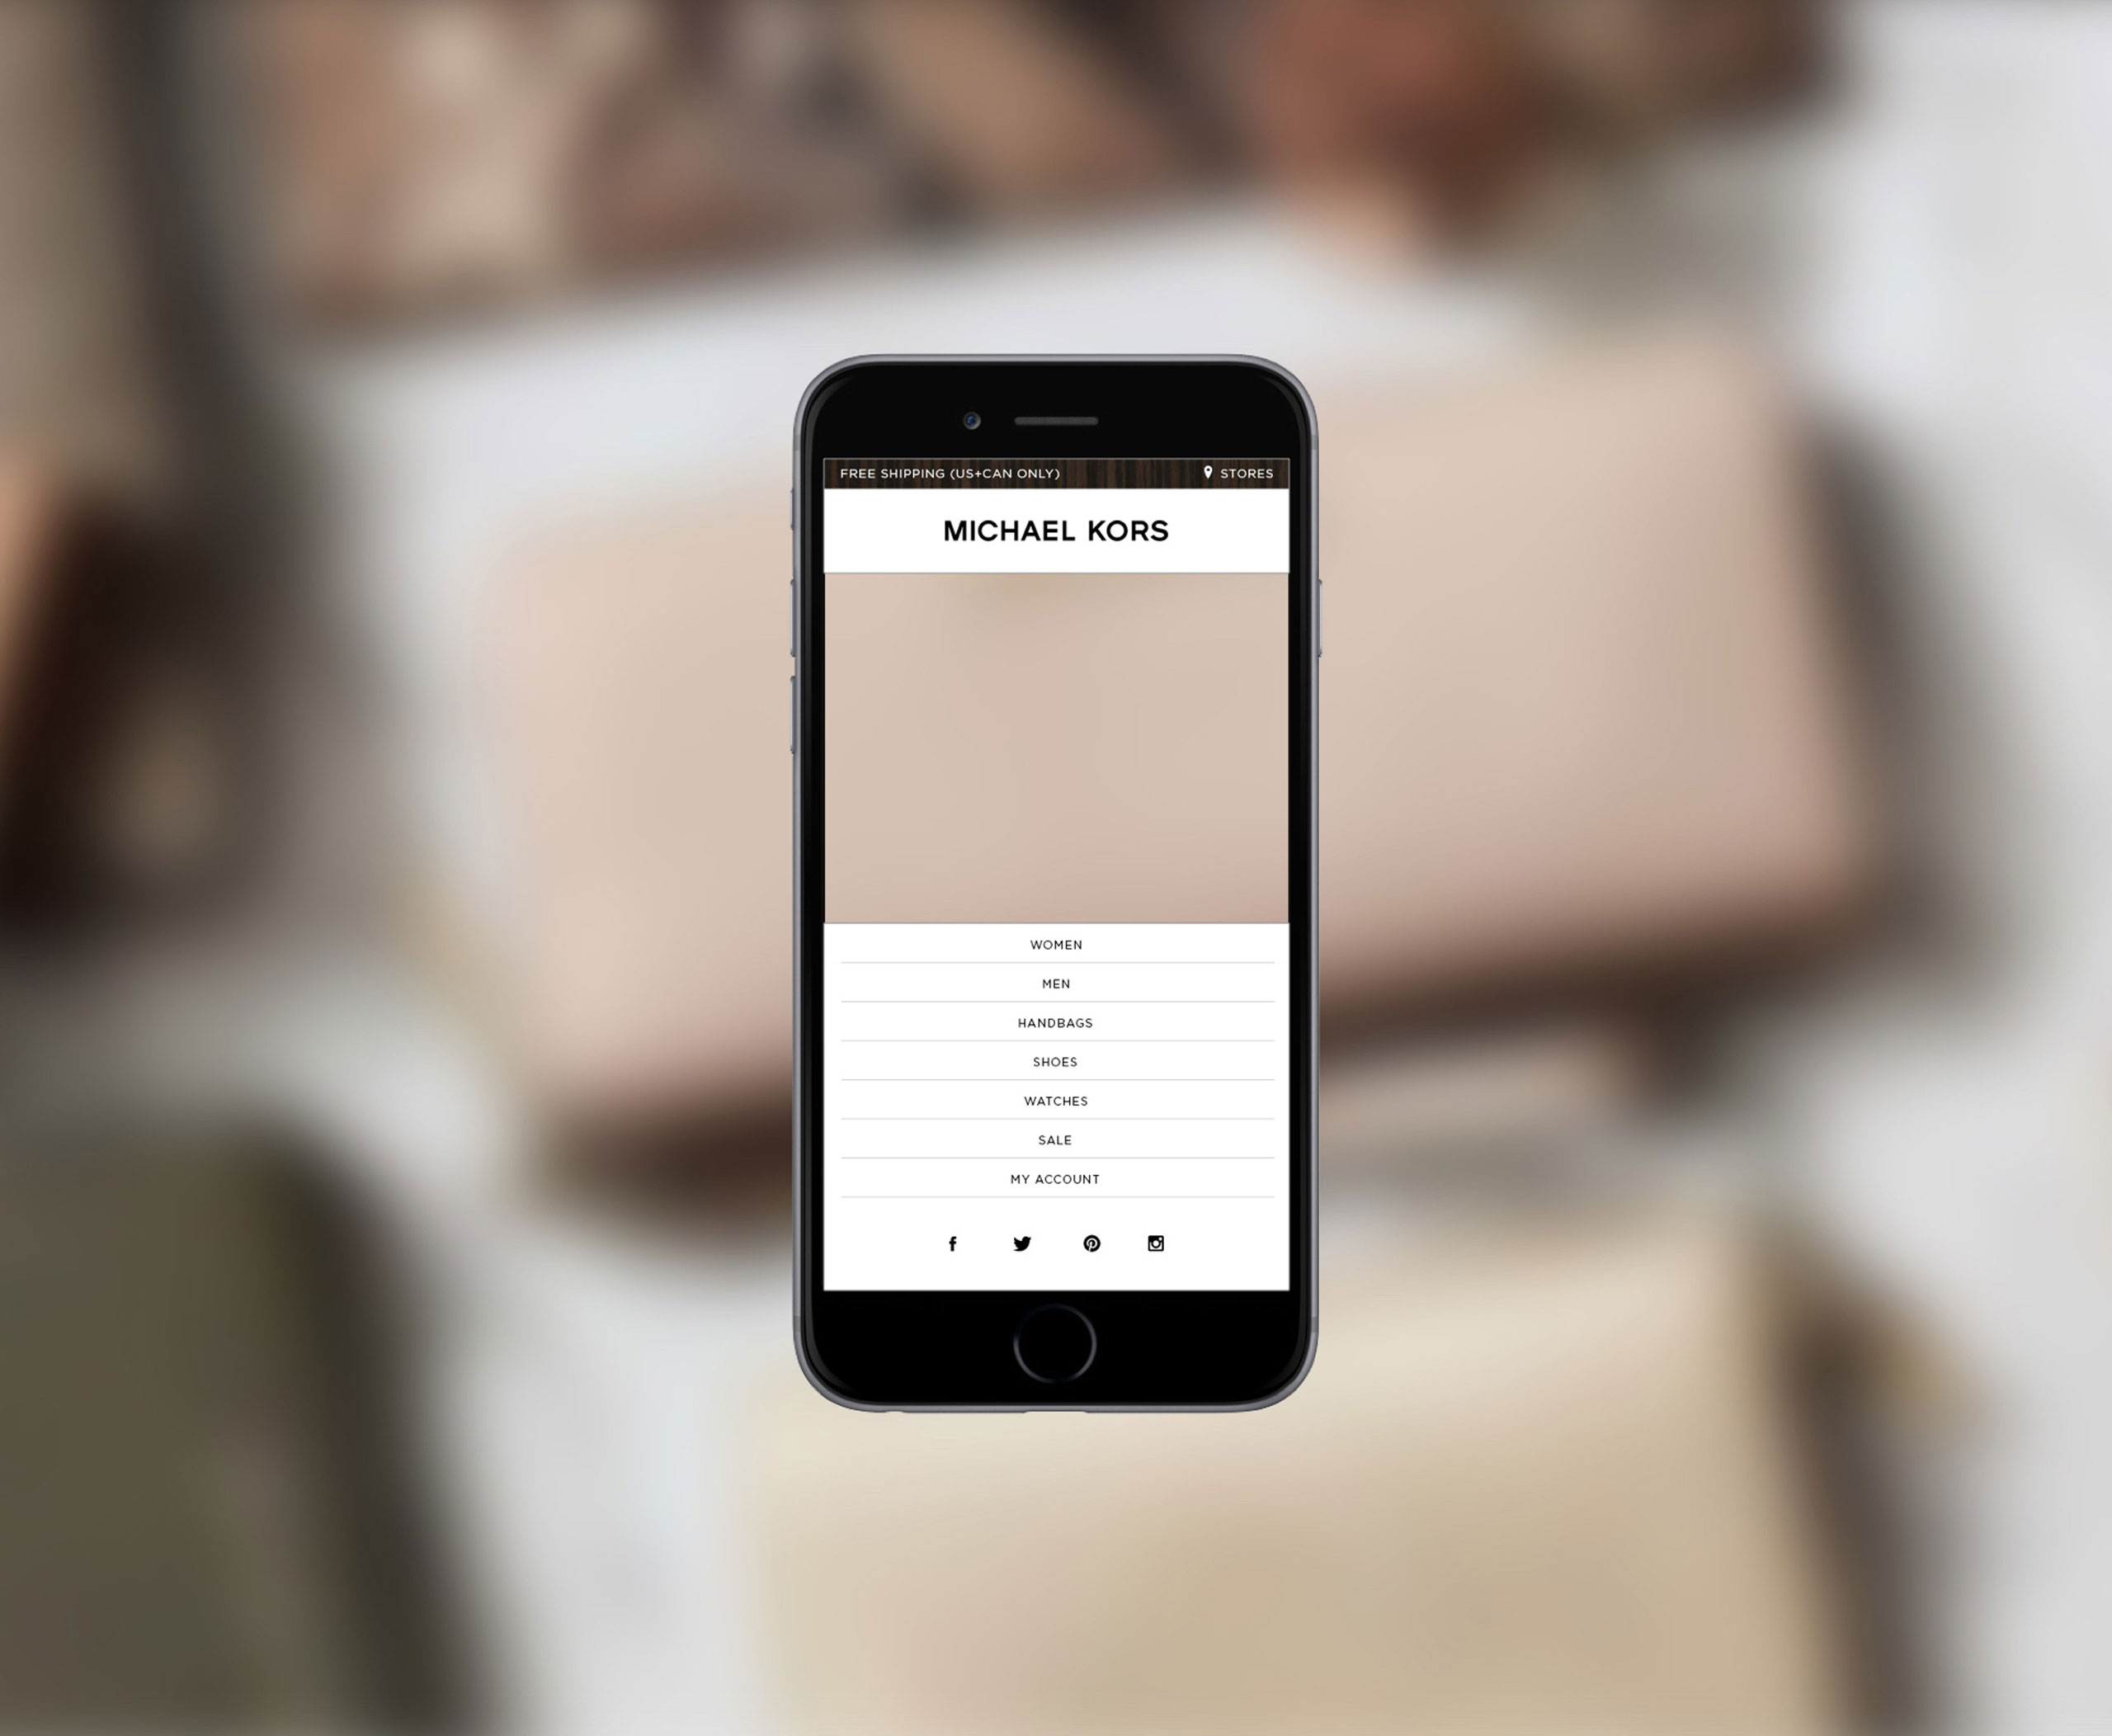 FREE SHIPPING (US+CAN ONLY) STORES
MICHAEL KORS
WOMEN
MEN
HANDBAGS
SHOES
WATCHES
SALE
MY ACCOUNT